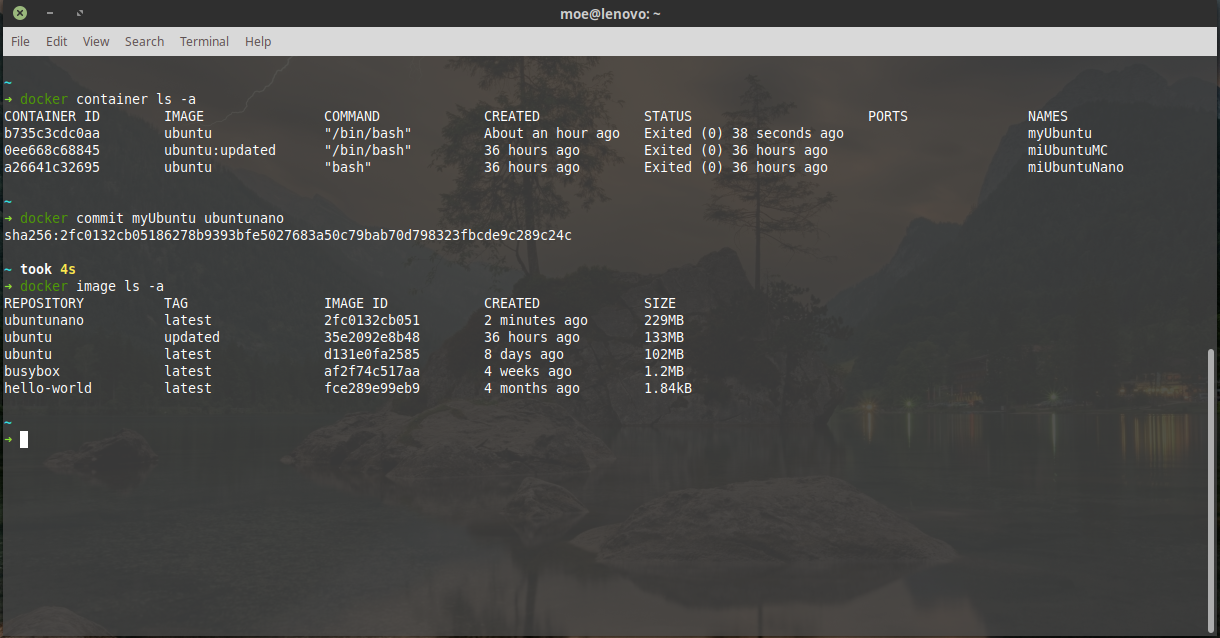 moe@lenovo: ~
File Edit View Search Terminal Help
~
→ docker container ls -a
CONTAINER ID IMAGE COMMAND CREATED STATUS PORTS NAMES
b735c3cdc0aa ubuntu "/bin/bash" About an hour ago Exited (0) 38 seconds ago myUbuntu
0ee668c68845 ubuntu:updated "/bin/bash" 36 hours ago Exited (0) 36 hours ago miUbuntuMC
a26641c32695 ubuntu "bash" 36 hours ago Exited (0) 36 hours ago miUbuntuNano
~
→ docker commit myUbuntu ubuntunano
sha256:2fc0132cb05186278b9393bfe5027683a50c79bab70d798323fbcde9c289c24c
~ took 4s
→ docker image ls -a
REPOSITORY TAG IMAGE ID CREATED SIZE
ubuntunano latest 2fc0132cb051 2 minutes ago 229MB
ubuntu updated 35e2092e8b48 36 hours ago 133MB
ubuntu latest d131e0fa2585 8 days ago 102MB
busybox latest af2f74c517aa 4 weeks ago 1.2MB
hello-world latest fce289e99eb9 4 months ago 1.84kB
~
→